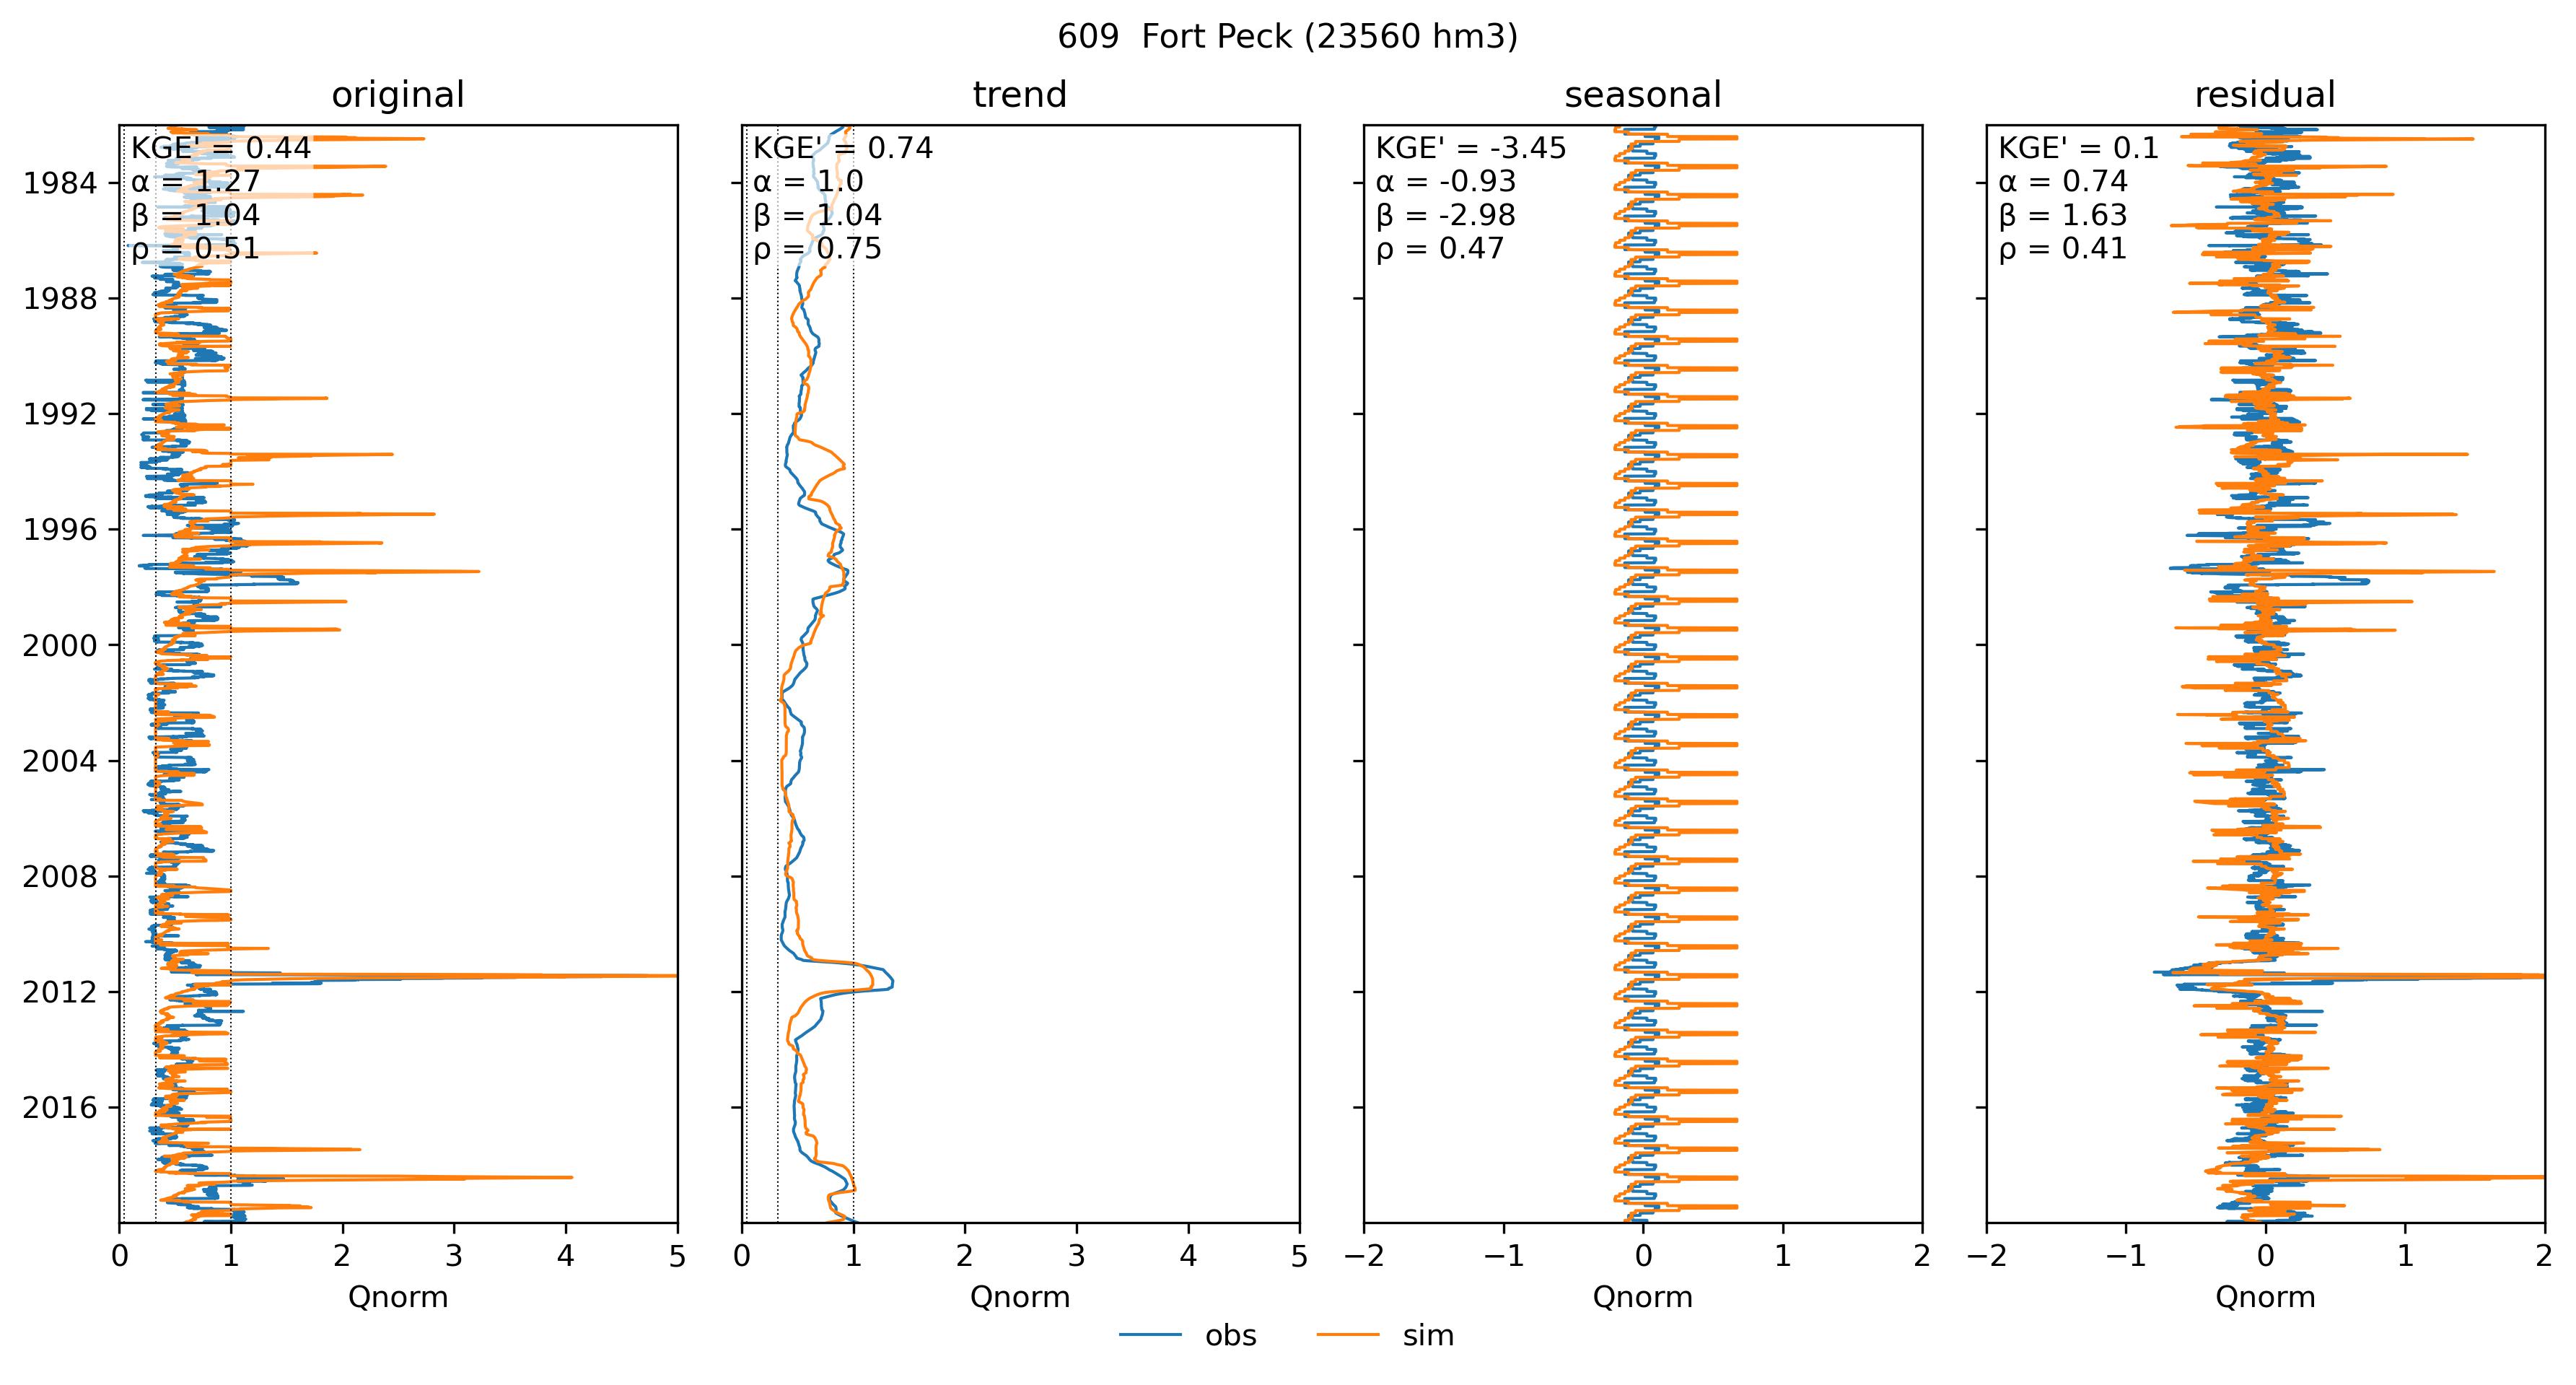 609  Fort Peck (23560 hm3)
original
trend
seasonal
residual
KGE' = 0.44
α = 1.27
β = 1.04
ρ = 0.51
KGE' = 0.74
α = 1.0
β = 1.04
ρ = 0.75
KGE' = -3.45
α = -0.93
β = -2.98
ρ = 0.47
KGE' = 0.1
α = 0.74
β = 1.63
ρ = 0.41
1984
1988
1992
1996
2000
2004
2008
2012
2016
0 1 2 3 4 5
0 1 2 3 4 5
−2 −1 0 1 2
−2 −1 0 1 2
Qnorm
Qnorm
Qnorm
Qnorm
obs
sim